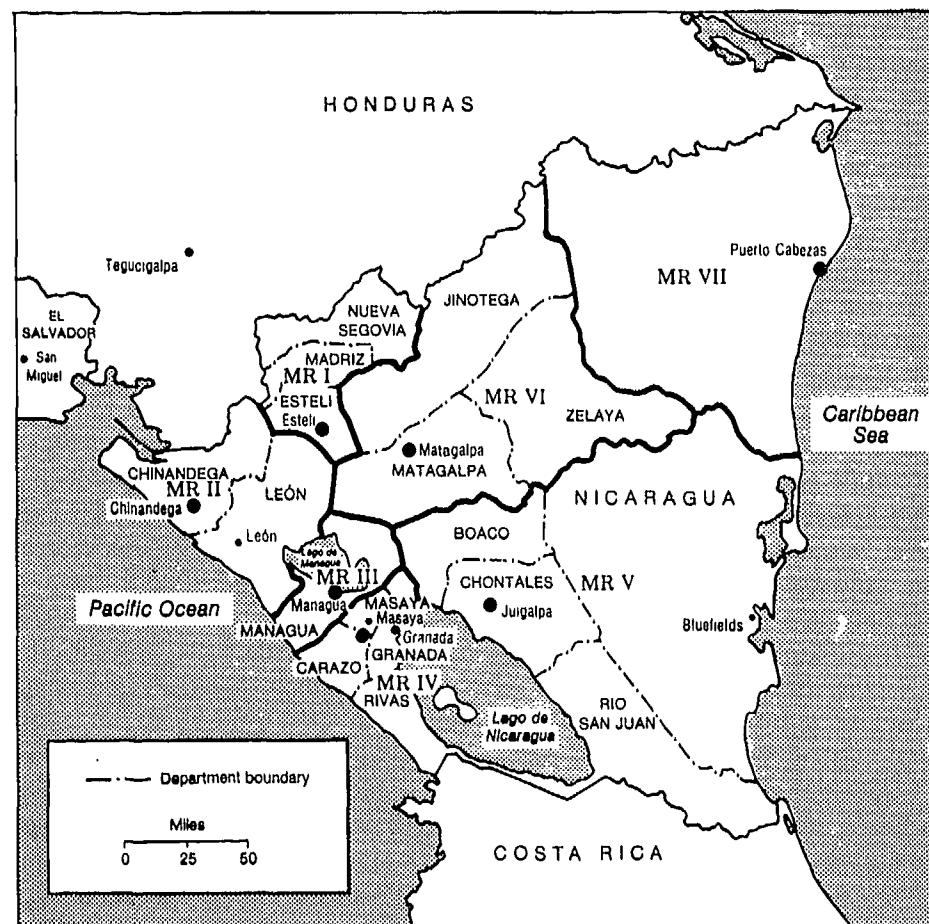 HONDURAS
Tegucigalpa
Puerto Cabezas
MR VII
JINOTEGA
NUEVA
SEGOVIA
EL
SALVADOR
San
Miguel
MADRIZ
MR I
ESTELI
Esteli
MR VI
ZELAYA
Caribbean
Sea
Matagalpa
MATAGALPA
CHINANDEGA
MR II
Chinandega
LEÓN
León
NICARAGUA
BOACO
Lago de
Managua
MR III
Managua
CHONTALES
MR V
Juigalpa
Pacific Ocean
MASAYA
Masaya
MANAGUA
Granada
GRANADA
Bluefields
CARAZO
MR IV
RIVAS
RIO
SAN JUAN
Lago de
Nicaragua
Department boundary
Miles
0 25 50
COSTA RICA